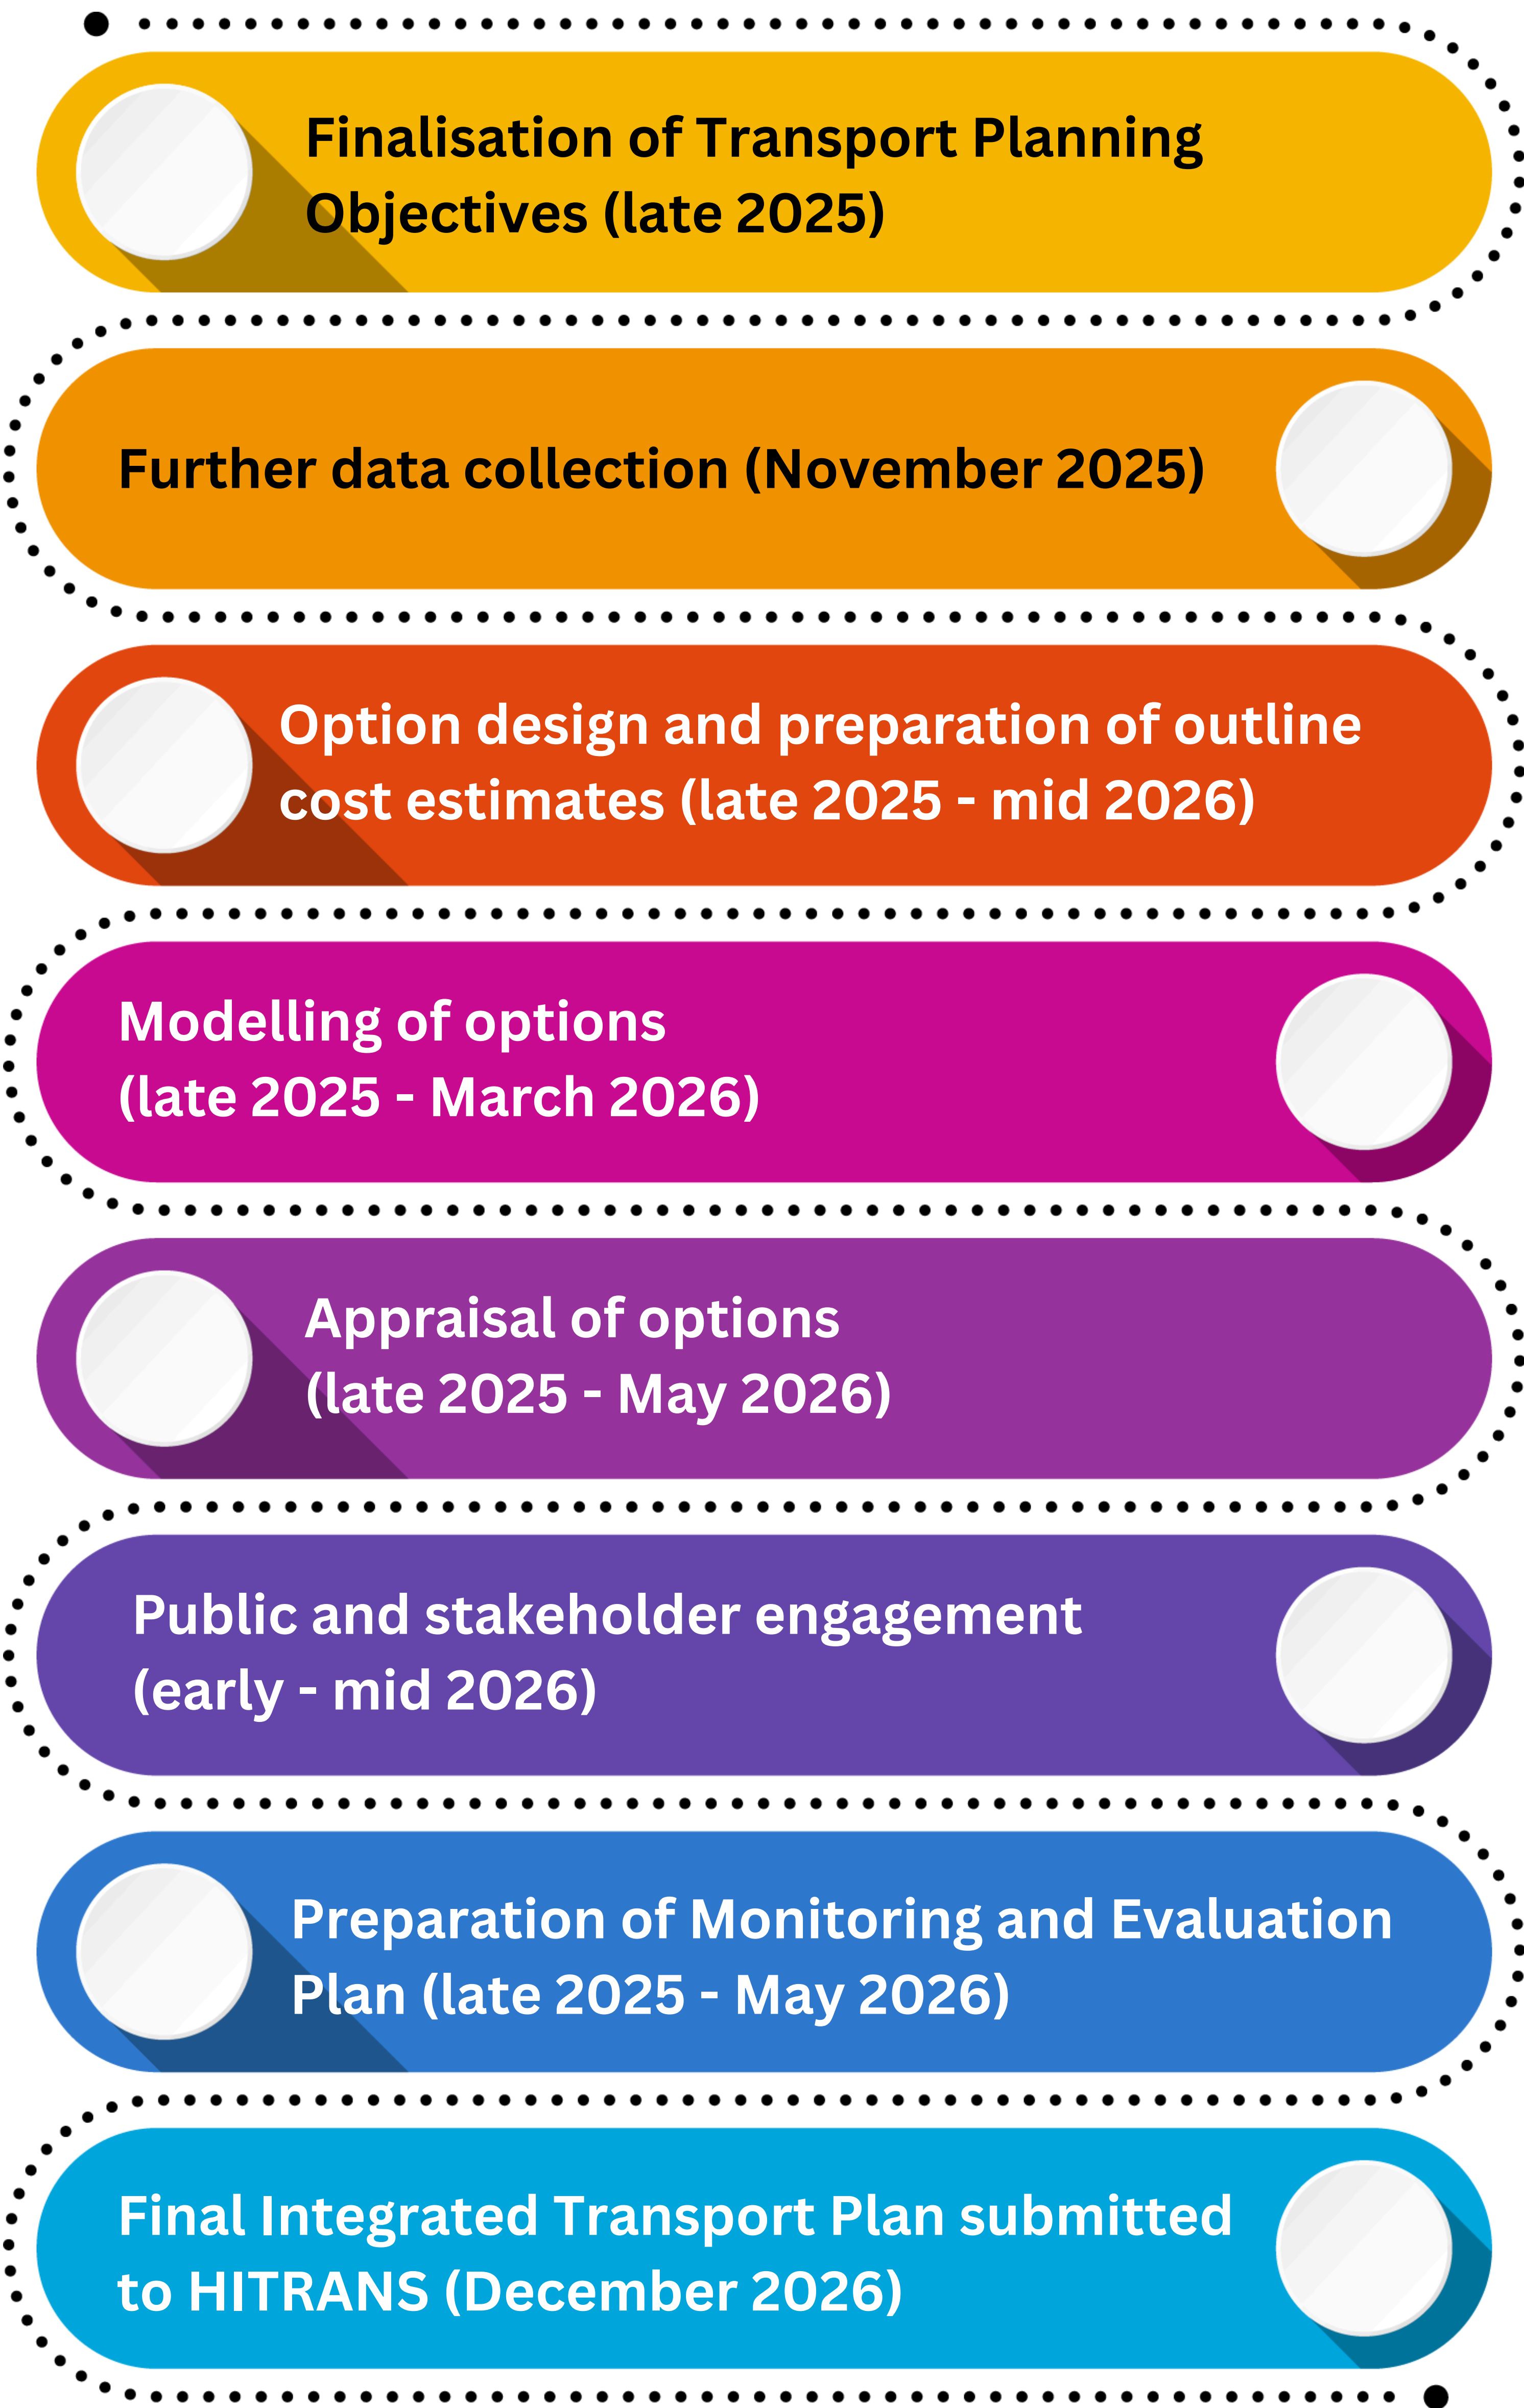 Finalisation of Transport Planning
Objectives (late 2025)
Further data collection (November 2025)
Option design and preparation of outline
cost estimates (late 2025 - mid 2026)
Modelling of options
(late 2025 - March 2026)
Appraisal of options
(late 2025 - May 2026)
Public and stakeholder engagement
(early - mid 2026)
Preparation of Monitoring and Evaluation
Plan (late 2025 - May 2026)
Final Integrated Transport Plan submitted
to HITRANS (December 2026)